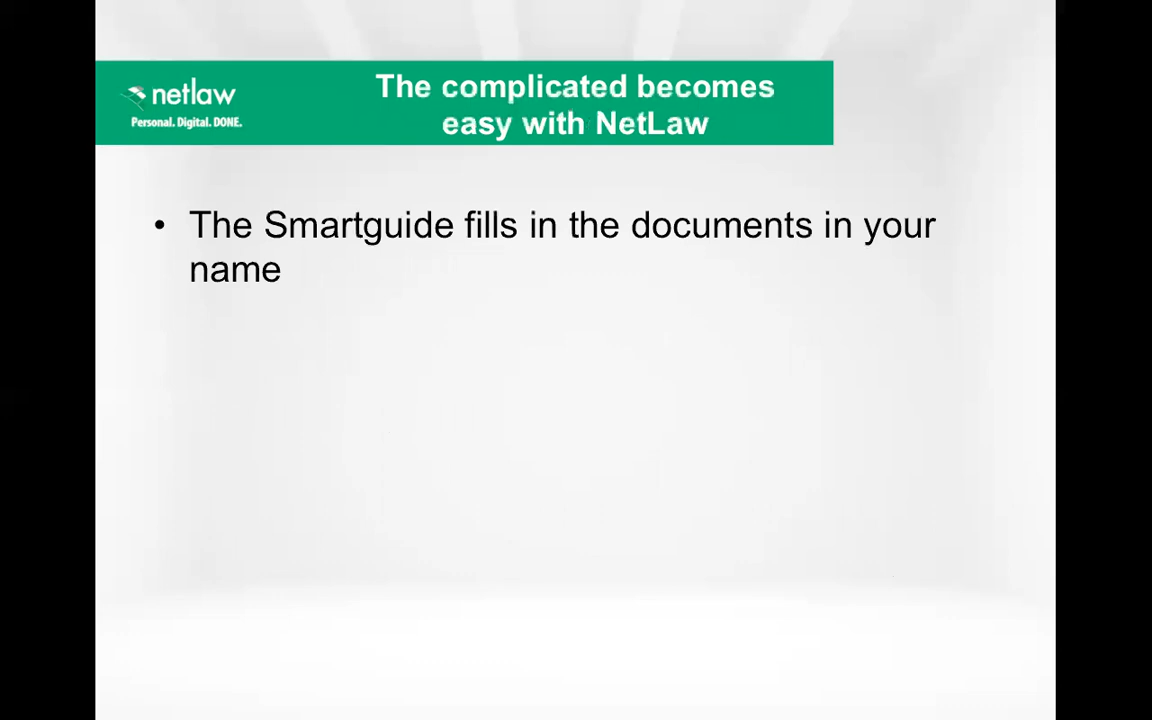 netlaw
Personal. Digital. DONE.
The complicated becomes
easy with NetLaw
• The Smartguide fills in the documents in your
name